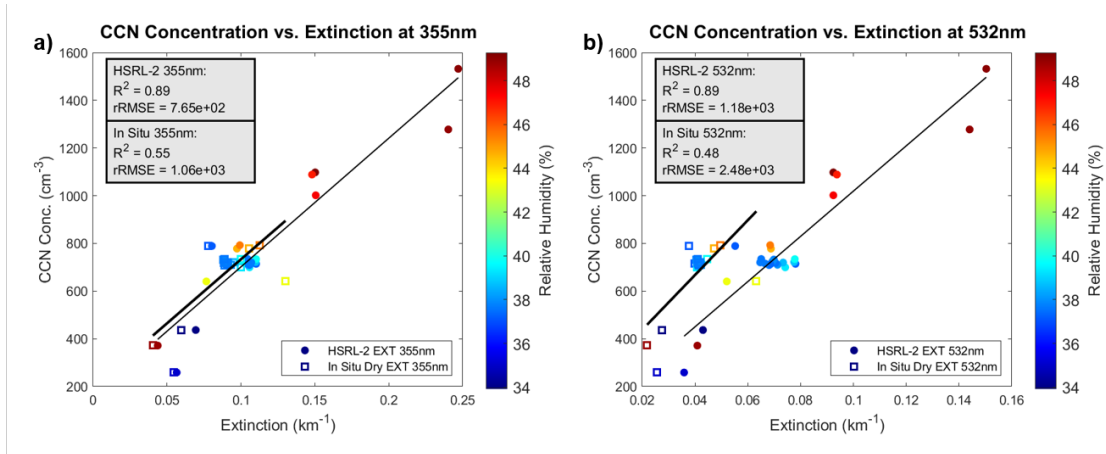 a)
CCN Concentration vs. Extinction at 355nm
HSRL-2 355nm:
R² = 0.89
rRMSE = 7.65e+02
In Situ 355nm:
R² = 0.55
rRMSE = 1.06e+03
1600
1400
1200
1000
800
600
400
200
CCN Conc. (cm⁻³)
0
0.05
0.1
0.15
0.2
0.25
Extinction (km⁻¹)
HSRL-2 EXT 355nm
In Situ Dry EXT 355nm
48
46
44
42
40
38
36
34
Relative Humidity (%)
b)
CCN Concentration vs. Extinction at 532nm
HSRL-2 532nm:
R² = 0.89
rRMSE = 1.18e+03
In Situ 532nm:
R² = 0.48
rRMSE = 2.48e+03
1600
1400
1200
1000
800
600
400
200
CCN Conc. (cm⁻³)
0.02
0.04
0.06
0.08
0.1
0.12
0.14
0.16
Extinction (km⁻¹)
HSRL-2 EXT 532nm
In Situ Dry EXT 532nm
48
46
44
42
40
38
36
34
Relative Humidity (%)